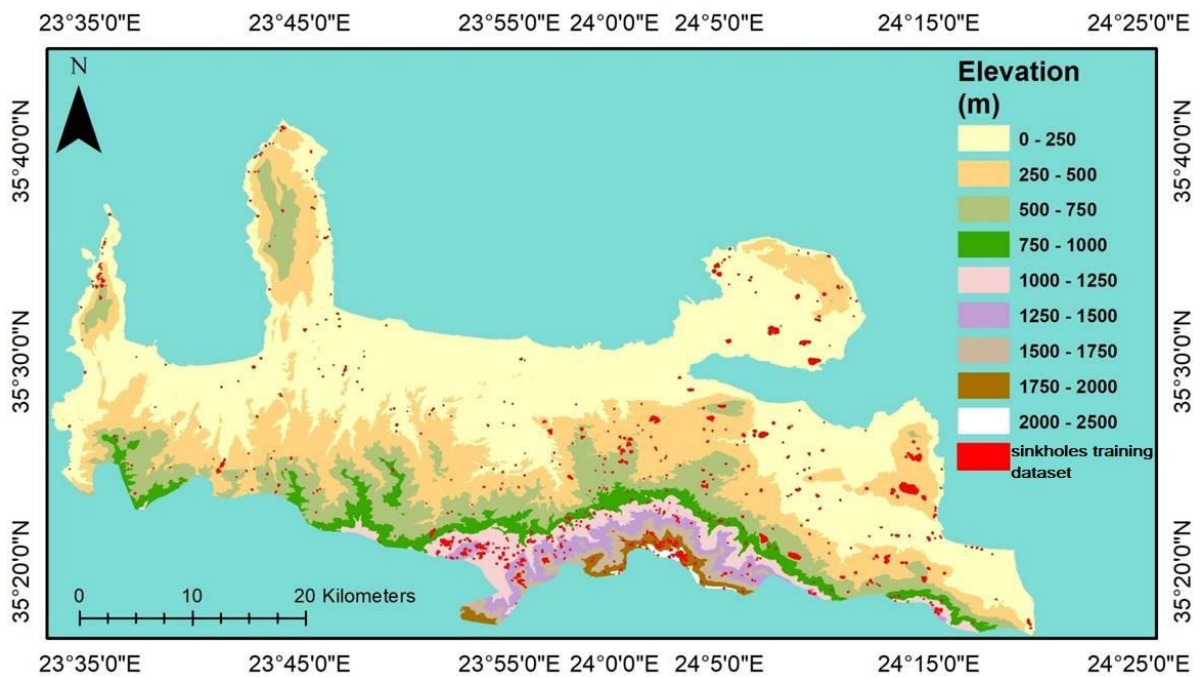 23°35'0"E 23°45'0"E 23°55'0"E 24°00'0"E 24°5'0"E 24°15'0"E 24°25'0"E
N
Elevation
(m)
0 - 250
250 - 500
500 - 750
750 - 1000
1000 - 1250
1250 - 1500
1500 - 1750
1750 - 2000
2000 - 2500
sinkholes training
dataset
35°40'0"N
35°30'0"N
35°20'0"N
35°40'0"N
35°30'0"N
35°20'0"N
0 10 20 Kilometers
23°35'0"E 23°45'0"E 23°55'0"E 24°00'0"E 24°5'0"E 24°15'0"E 24°25'0"E